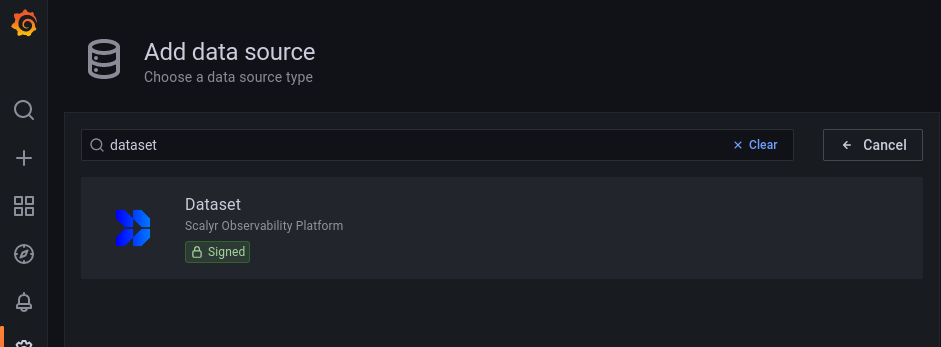 Add data source
Choose a data source type
dataset
Clear
Cancel
Dataset
Scalyr Observability Platform
Signed